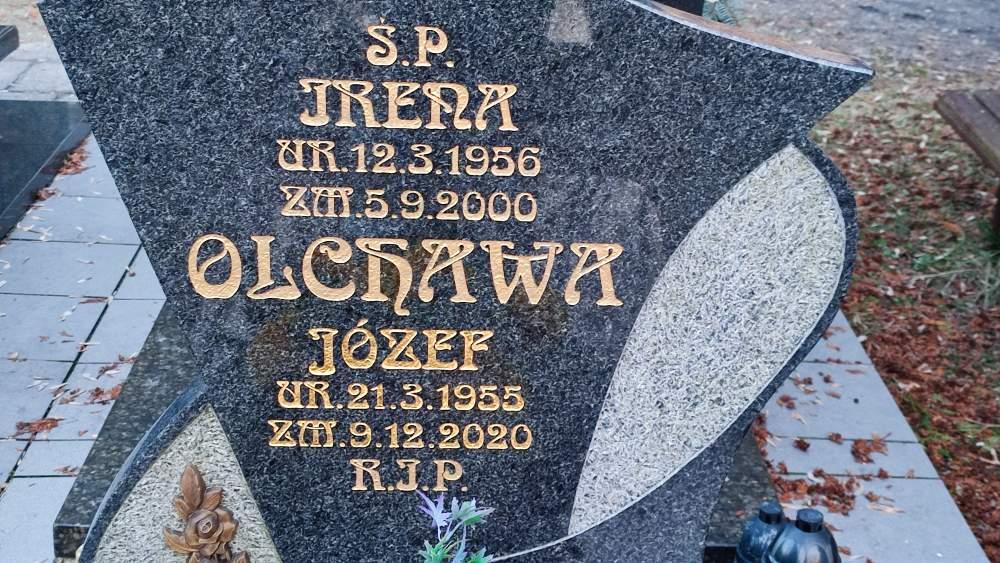 Ś.P.
IRENA
UR.12.3.1956
ZM.5.9.2000
OLCHAWA
JÓZEF
UR.21.3.1955
ZM.9.12.2020
R.I.P.